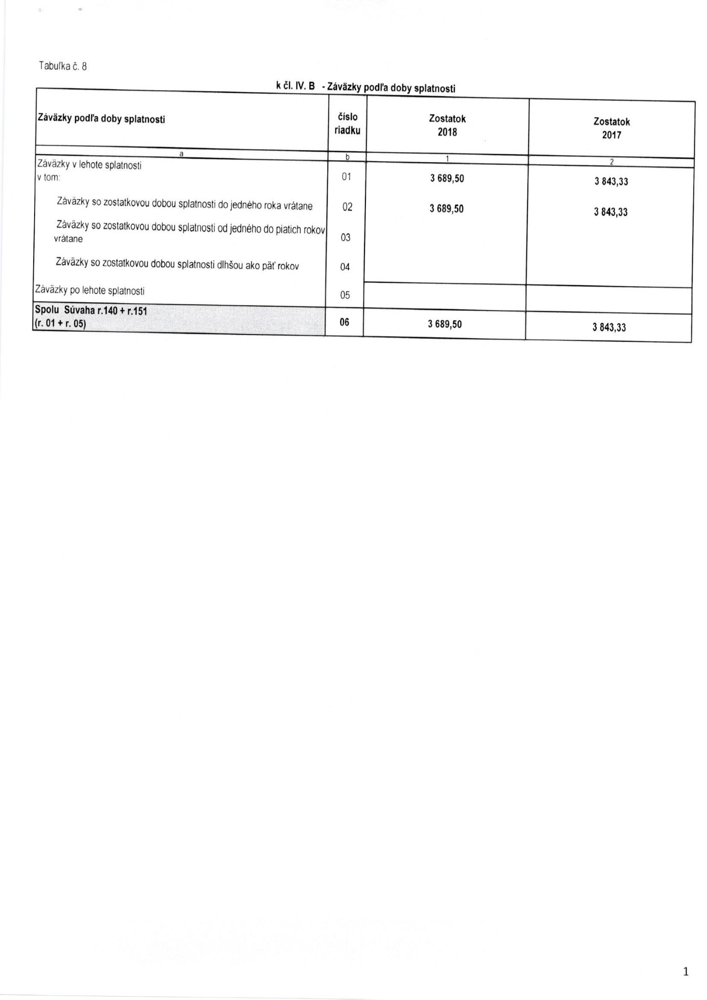 Tabuľka č. 8
k čl. IV. B - Záväzky podľa doby splatnosti
Záväzky podľa doby splatnosti
číslo
riadku
Zostatok
2018
Zostatok
2017
a
b
1
2
Záväzky v lehote splatnosti
v tom:
01
3 689,50
3 843,33
Záväzky so zostatkovou dobou splatnosti do jedného roka vrátane
02
3 689,50
3 843,33
Záväzky so zostatkovou dobou splatnosti od jedného do piatich rokov
vrátane
03
Záväzky so zostatkovou dobou splatnosti dlhšou ako päť rokov
04
Záväzky po lehote splatnosti
05
Spolu Súvaha r.140 + r.151
(r. 01 + r. 05)
06
3 689,50
3 843,33
1